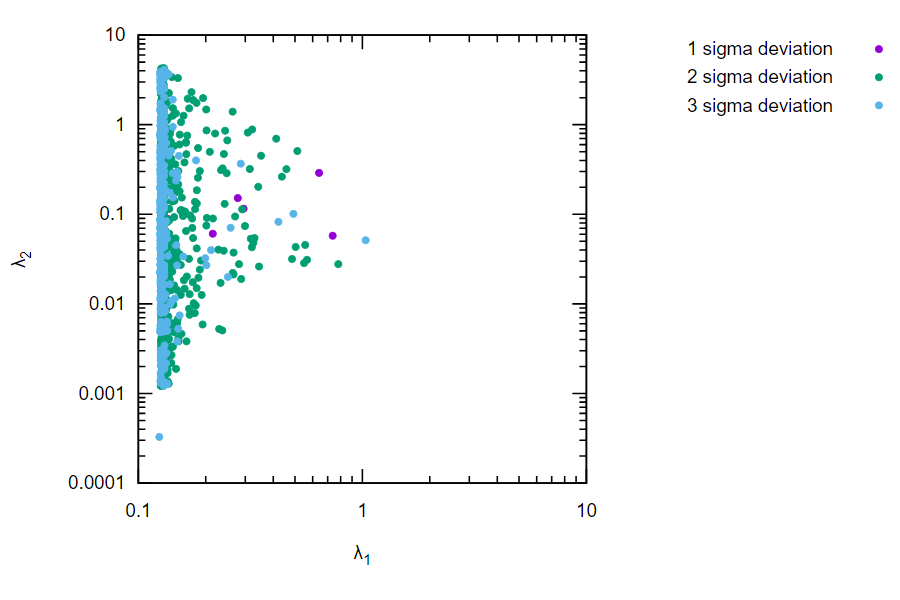 10
1
0.1
0.01
0.001
0.0001
0.1 1 10
λ₂
λ₁
1 sigma deviation
2 sigma deviation
3 sigma deviation